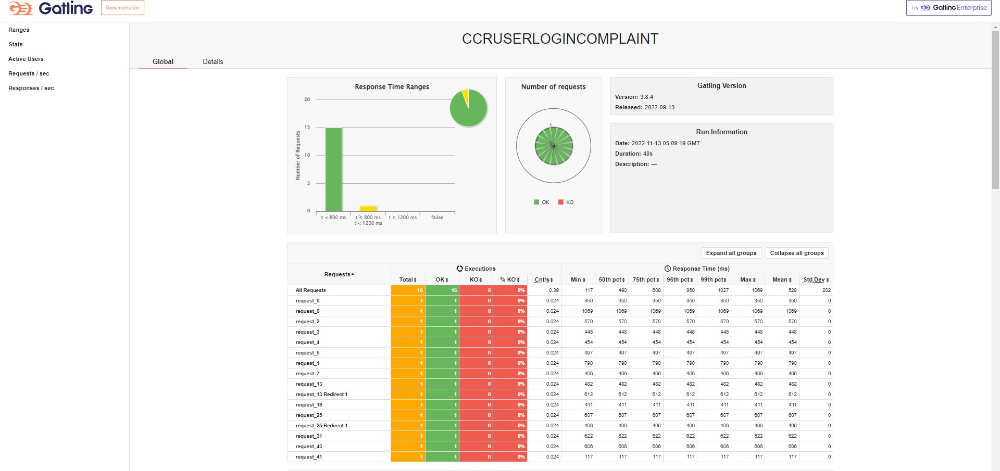 Gatling Documentation Try Gatling Enterprise
Ranges
Stats
Active Users
Requests / sec
Responses / sec
CCRUSERLOGINCOMPLAINT
Global Details
Response Time Ranges
20
15
10
5
0
Number of Requests
t < 800 ms t ≥ 800 ms t ≥ 1200 ms failed
t < 1200 ms
Number of requests
1
0
OK KO
Gatling Version
Version: 3.8.4
Released: 2022-09-13
Run Information
Date: 2022-11-13 05:09:19 GMT
Duration: 40s
Description: —
Expand all groups Collapse all groups
Requests Executions Response Time (ms)
Total OK KO % KO Cnt/s Min 50th pct 75th pct 95th pct 99th pct Max Mean Std Dev
All Requests 16 16 0 0% 0.39 117 490 608 860 1027 1069 528 202
request_0 1 1 0 0% 0.024 350 350 350 350 350 350 350 0
request_6 1 1 0 0% 0.024 1069 1069 1069 1069 1069 1069 1069 0
request_2 1 1 0 0% 0.024 570 570 570 570 570 570 570 0
request_3 1 1 0 0% 0.024 448 448 448 448 448 448 448 0
request_4 1 1 0 0% 0.024 454 454 454 454 454 454 454 0
request_5 1 1 0 0% 0.024 497 497 497 497 497 497 497 0
request_1 1 1 0 0% 0.024 790 790 790 790 790 790 790 0
request_7 1 1 0 0% 0.024 406 406 406 406 406 406 406 0
request_13 1 1 0 0% 0.024 482 482 482 482 482 482 482 0
request_13 Redirect 1 1 1 0 0% 0.024 612 612 612 612 612 612 612 0
request_19 1 1 0 0% 0.024 411 411 411 411 411 411 411 0
request_25 1 1 0 0% 0.024 607 607 607 607 607 607 607 0
request_25 Redirect 1 1 1 0 0% 0.024 406 406 406 406 406 406 406 0
request_31 1 1 0 0% 0.024 622 622 622 622 622 622 622 0
request_43 1 1 0 0% 0.024 606 606 606 606 606 606 606 0
request_41 1 1 0 0% 0.024 117 117 117 117 117 117 117 0